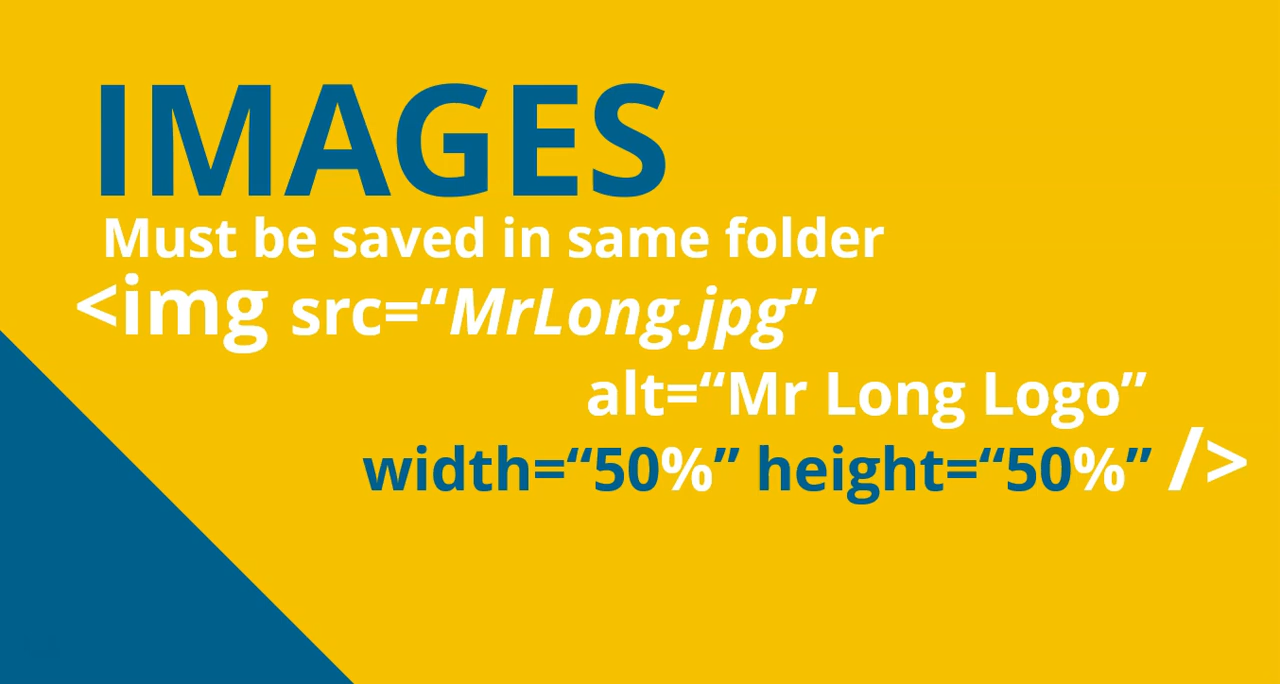 IMAGES
Must be saved in same folder
<img src=“MrLong.jpg”
alt=“Mr Long Logo”
width=“50%” height=“50%” />